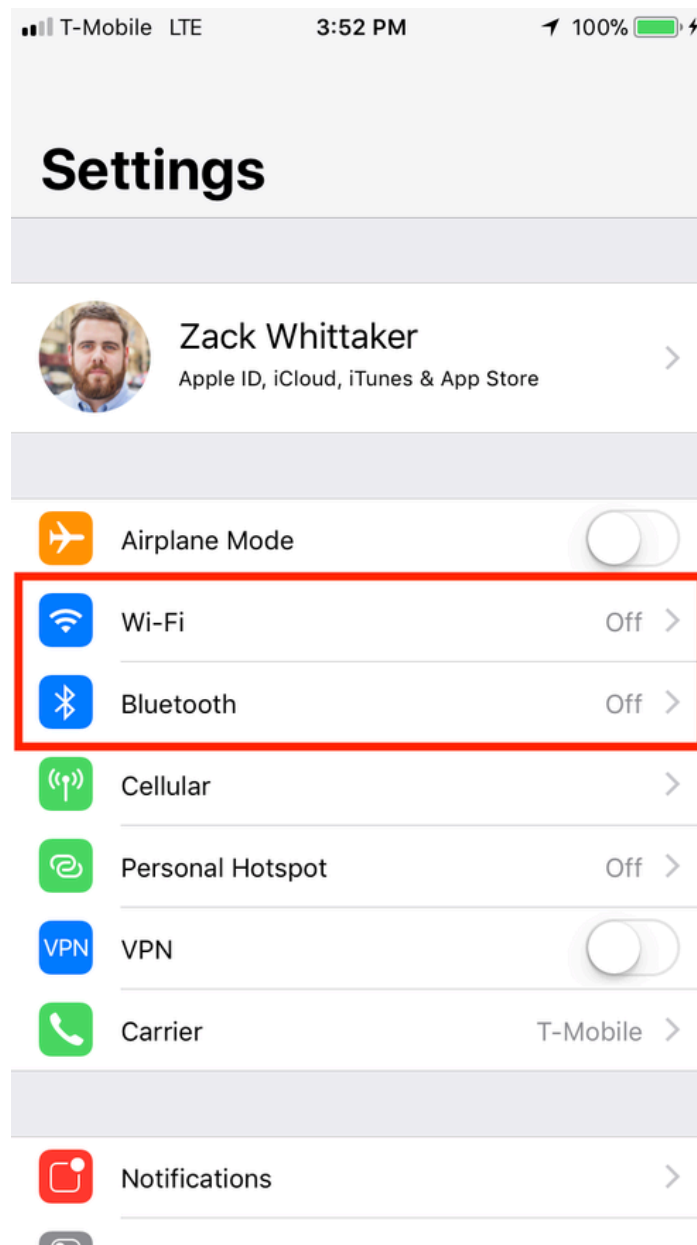 T-Mobile LTE 3:52 PM 100%
Settings
Zack Whittaker
Apple ID, iCloud, iTunes & App Store
Airplane Mode
Wi-Fi Off
Bluetooth Off
Cellular
Personal Hotspot Off
VPN VPN
Carrier T-Mobile
Notifications